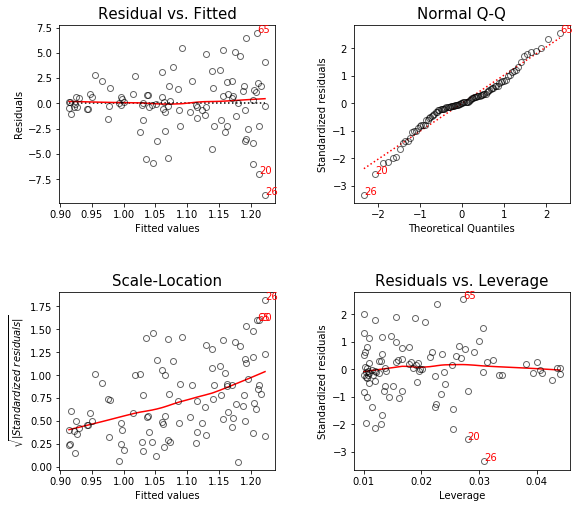 Residual vs. Fitted
Residuals
7.5
5.0
2.5
0.0
−2.5
−5.0
−7.5
65
20
26
0.90 0.95 1.00 1.05 1.10 1.15 1.20
Fitted values
Normal Q-Q
Standardized residuals
2
1
0
−1
−2
−3
65
20
26
−2 −1 0 1 2
Theoretical Quantiles
Scale-Location
√|Standardized residuals|
1.75
1.50
1.25
1.00
0.75
0.50
0.25
0.00
26
0.90 0.95 1.00 1.05 1.10 1.15 1.20
Fitted values
Residuals vs. Leverage
Standardized residuals
2
1
0
−1
−2
−3
65
20
26
0.01 0.02 0.03 0.04
Leverage